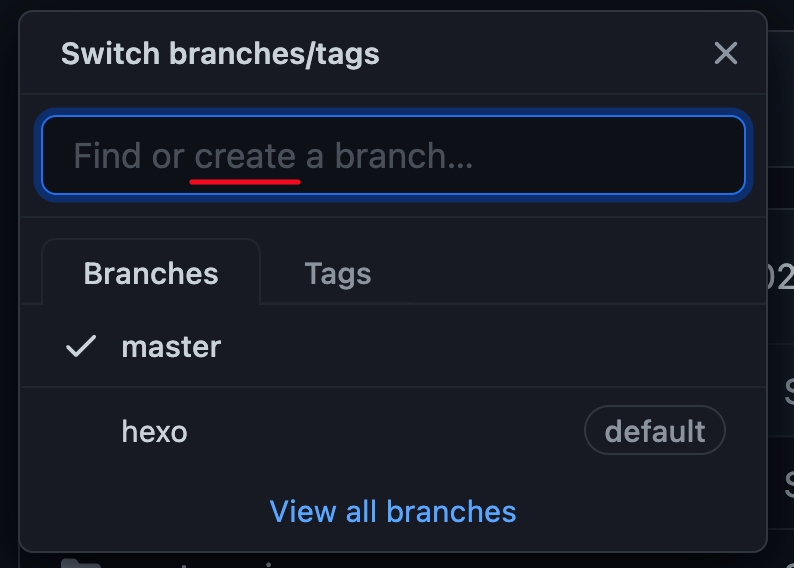 Switch branches/tags
Find or create a branch...
Branches
Tags
master
hexo
default
View all branches